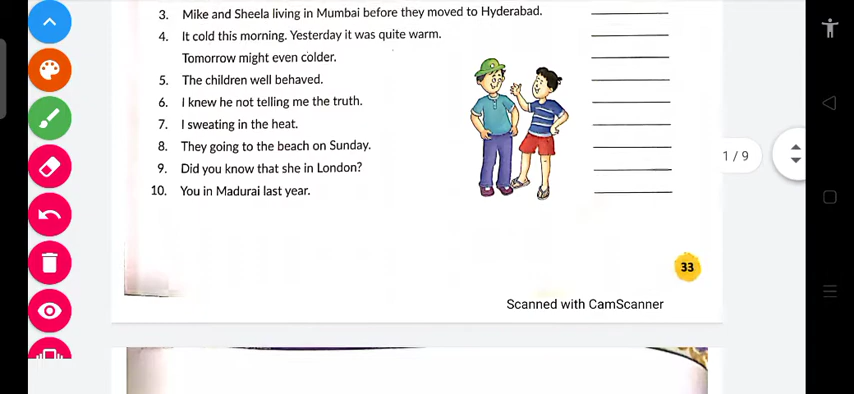 3. Mike and Sheela living in Mumbai before they moved to Hyderabad.
4. It cold this morning. Yesterday it was quite warm.
Tomorrow might even colder.
5. The children well behaved.
6. I knew he not telling me the truth.
7. I sweating in the heat.
8. They going to the beach on Sunday.
9. Did you know that she in London?
10. You in Madurai last year.
1 / 9
33
Scanned with CamScanner